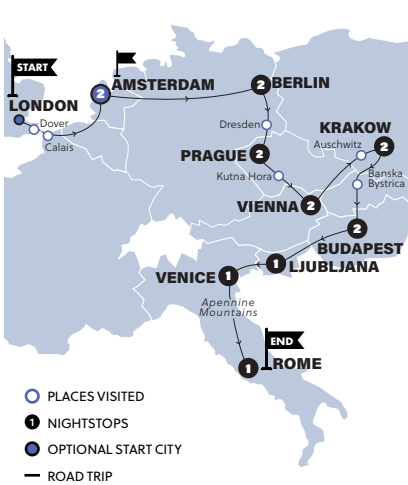 START
LONDON
Dover
Calais
2
AMSTERDAM
2
BERLIN
Dresden
PRAGUE 2
Kutna Hora
VIENNA 2
KRAKOW
Auschwitz 2
Banska
Bystrica
2
BUDAPEST
1 LJUBLJANA
VENICE 1
Apennine
Mountains
END
1 ROME
PLACES VISITED
1 NIGHTSTOPS
OPTIONAL START CITY
ROAD TRIP